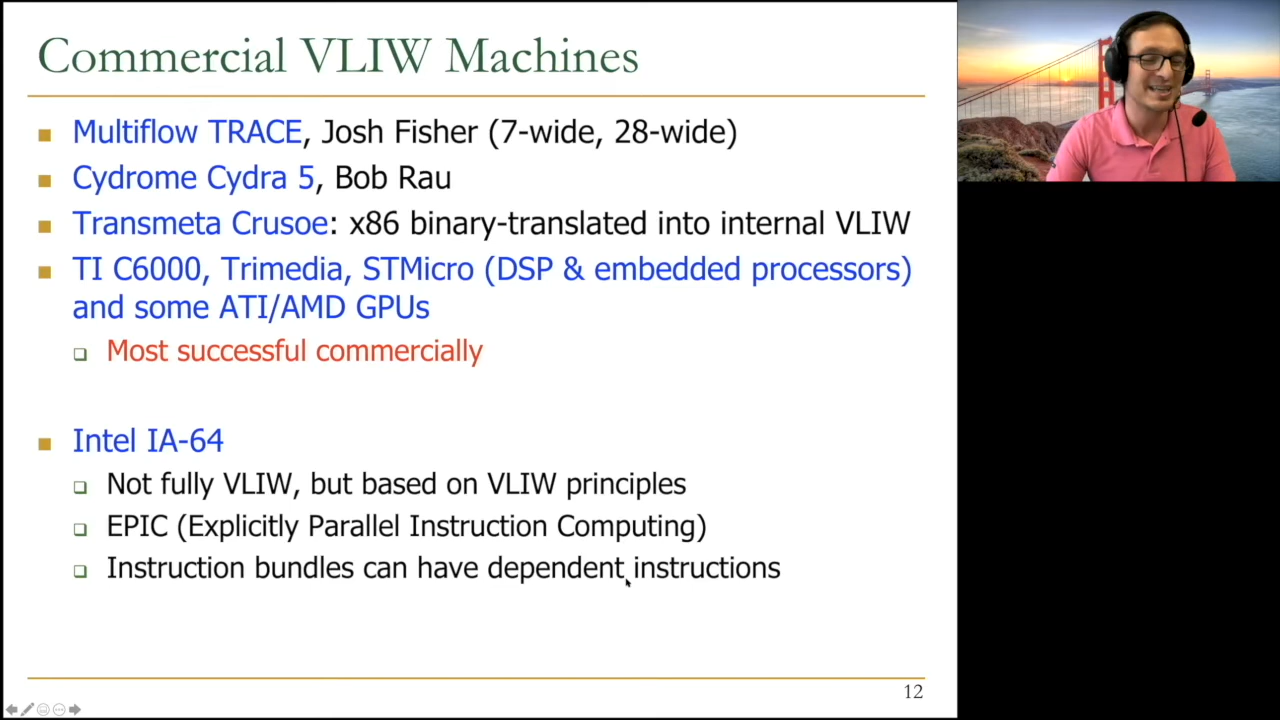 Commercial VLIW Machines
Multiflow TRACE, Josh Fisher (7-wide, 28-wide)
Cydrome Cydra 5, Bob Rau
Transmeta Crusoe: x86 binary-translated into internal VLIW
TI C6000, Trimedia, STMicro (DSP & embedded processors)
and some ATI/AMD GPUs
Most successful commercially
Intel IA-64
Not fully VLIW, but based on VLIW principles
EPIC (Explicitly Parallel Instruction Computing)
Instruction bundles can have dependent instructions
12